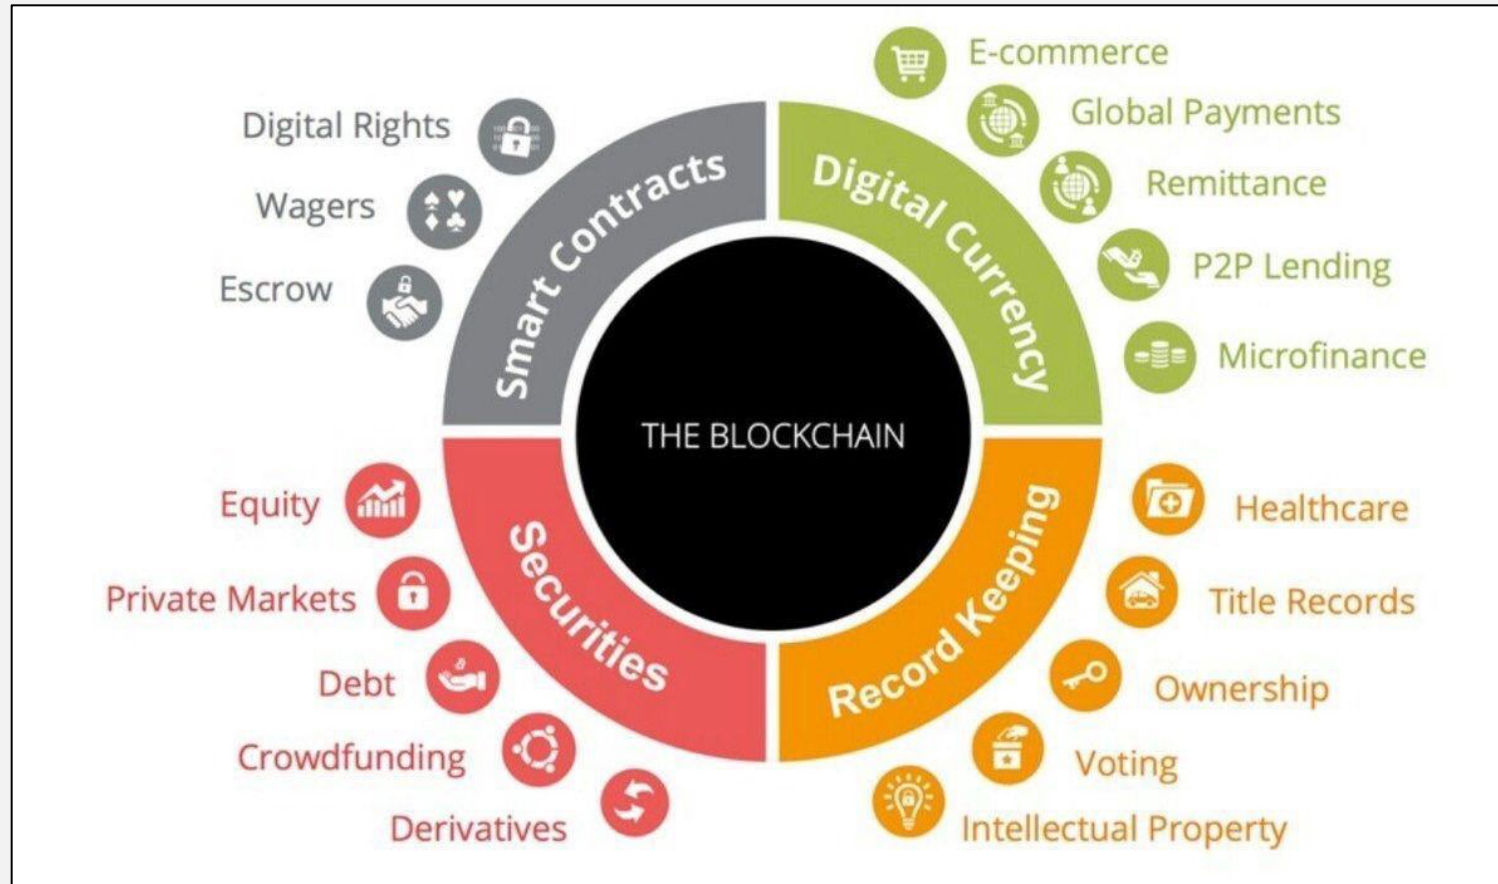 THE BLOCKCHAIN
Smart Contracts
Digital Rights
Wagers
Escrow
Digital Currency
E-commerce
Global Payments
Remittance
P2P Lending
Microfinance
Securities
Equity
Private Markets
Debt
Crowdfunding
Derivatives
Record Keeping
Healthcare
Title Records
Ownership
Voting
Intellectual Property